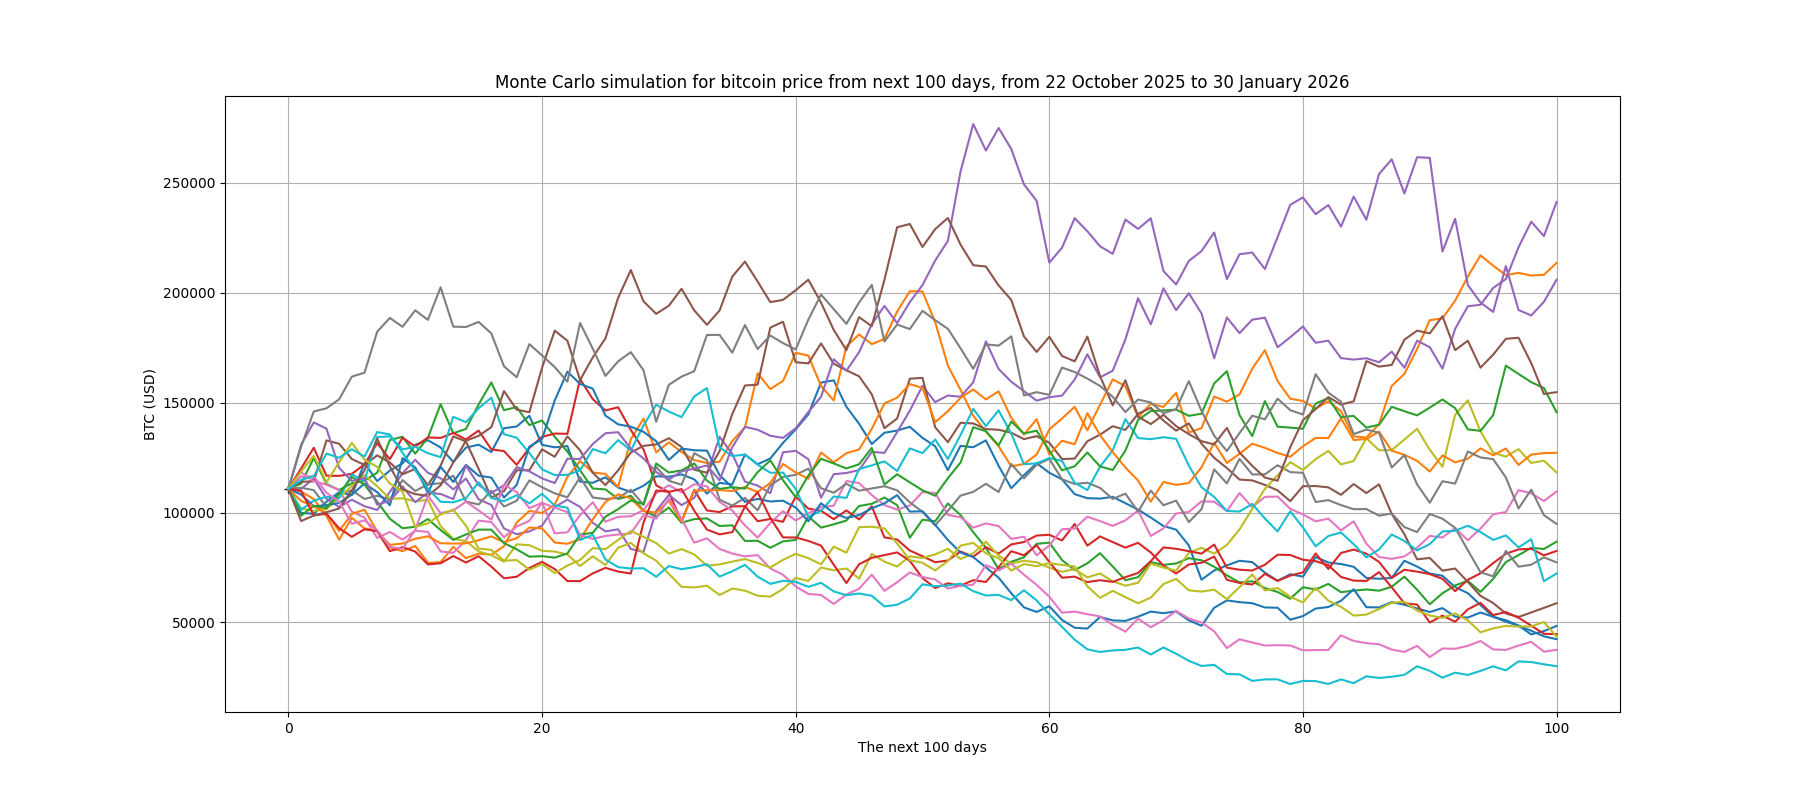 Monte Carlo simulation for bitcoin price from next 100 days, from 22 October 2025 to 30 January 2026
250000
200000
150000
100000
50000
BTC (USD)
0 20 40 60 80 100
The next 100 days